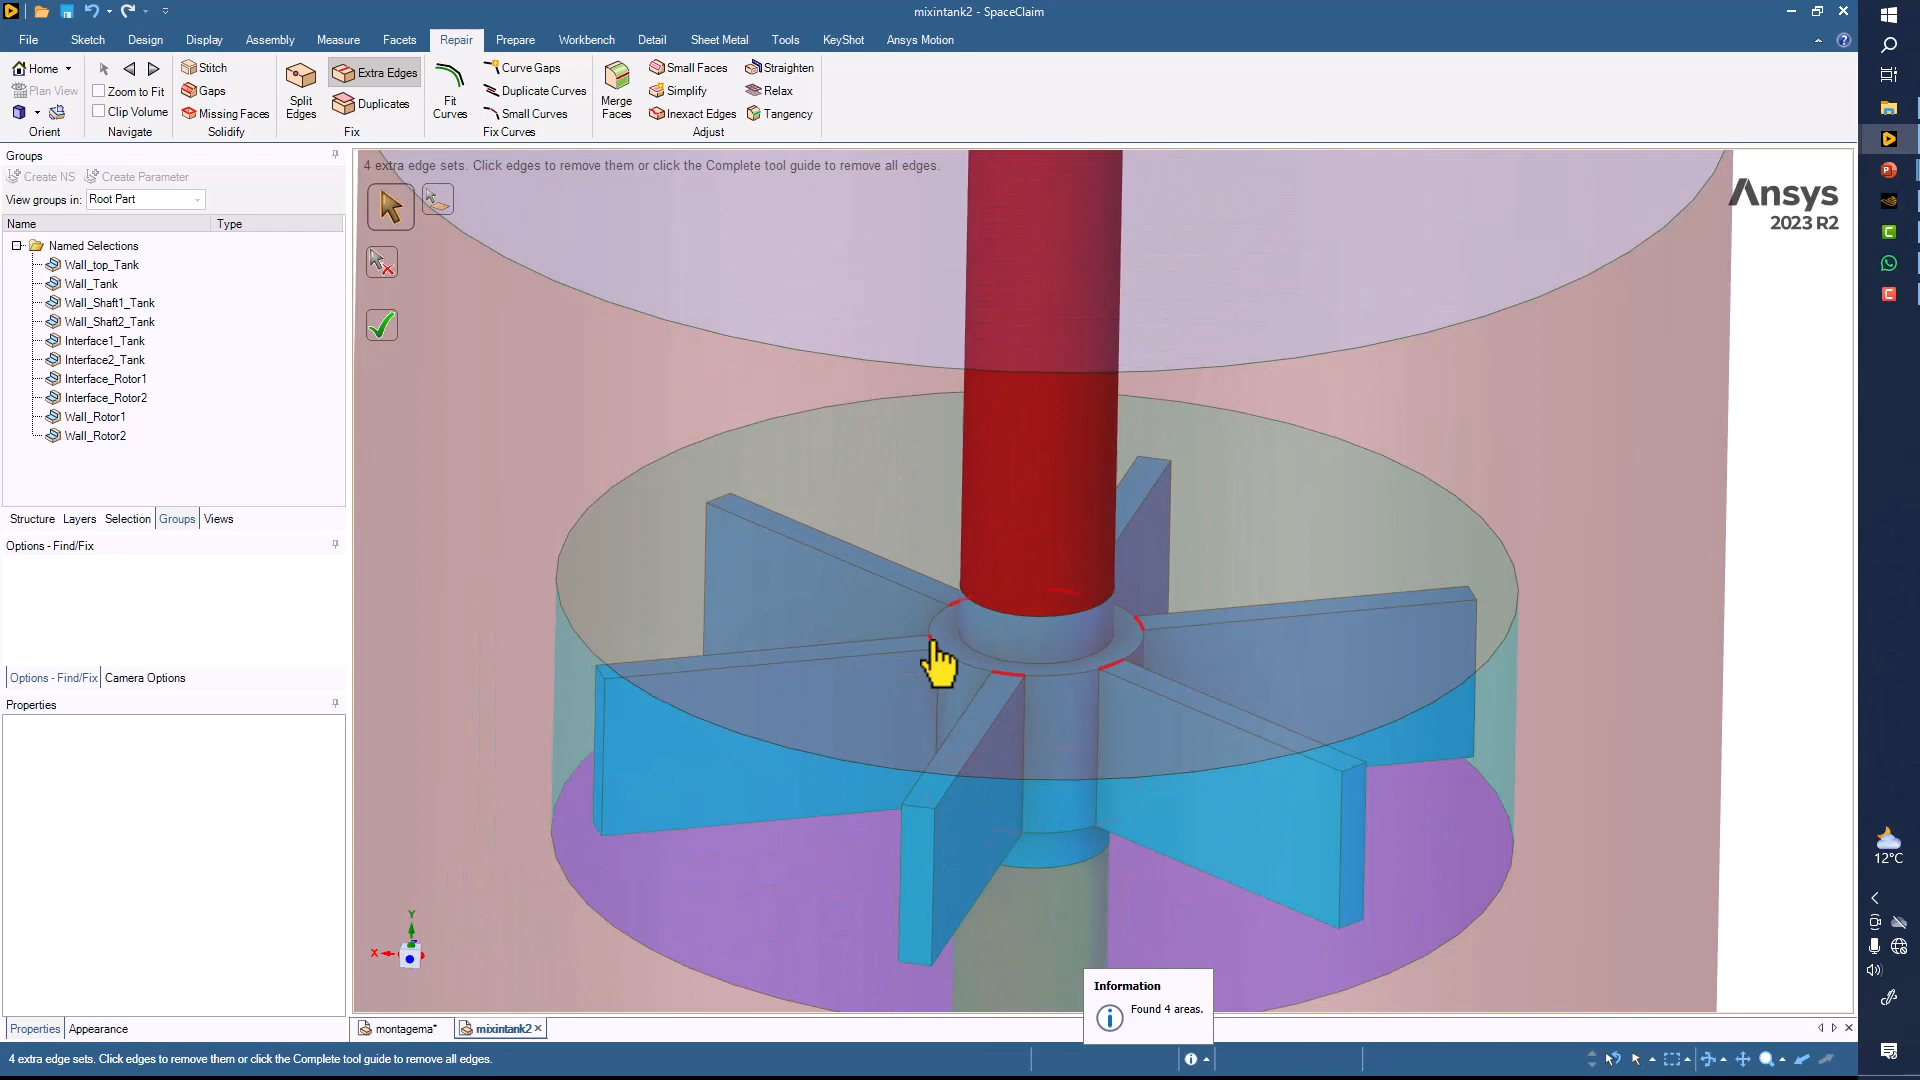 mixintank2 - SpaceClaim
File Sketch Design Display Assembly Measure Facets Repair Prepare Workbench Detail Sheet Metal Tools KeyShot Ansys Motion
Home
Plan View
Orient
Zoom to Fit
Clip Volume
Navigate
Stitch
Gaps
Missing Faces
Solidify
Split Edges
Extra Edges
Duplicates
Fix
Fit Curves
Curve Gaps
Duplicate Curves
Small Curves
Fix Curves
Merge Faces
Small Faces
Simplify
Inexact Edges
Straighten
Relax
Tangency
Adjust
Groups
Create NS Create Parameter
View groups in: Root Part
Name Type
Named Selections
Wall_top_Tank
Wall_Tank
Wall_Shaft1_Tank
Wall_Shaft2_Tank
Interface1_Tank
Interface2_Tank
Interface_Rotor1
Interface_Rotor2
Wall_Rotor1
Wall_Rotor2
Structure Layers Selection Groups Views
Options - Find/Fix
Options - Find/Fix Camera Options
Properties
Properties Appearance
4 extra edge sets. Click edges to remove them or click the Complete tool guide to remove all edges.
Ansys
2023 R2
Y
X
Information
Found 4 areas.
montagema* mixintank2
4 extra edge sets. Click edges to remove them or click the Complete tool guide to remove all edges.
12°C